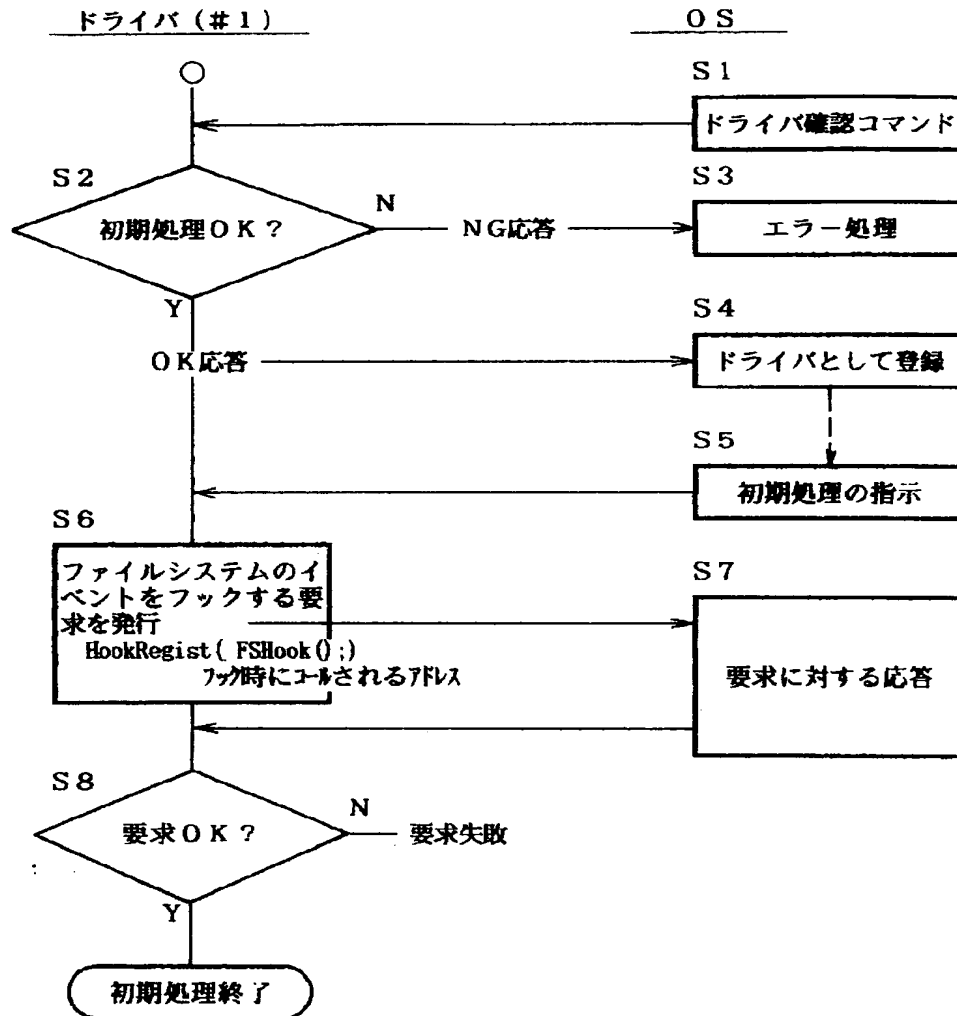 ドライバ(#1)
OS
S1
ドライバ確認コマンド
S2
初期処理OK?
N
NG応答
S3
エラー処理
Y
OK応答
S4
ドライバとして登録
S5
初期処理の指示
S6
ファイルシステムのイ
ベントをフックする要
求を発行
HookRegist( FSHook();)
フック時にコールされるアドレス
S7
要求に対する応答
S8
要求OK?
N
要求失敗
Y
初期処理終了